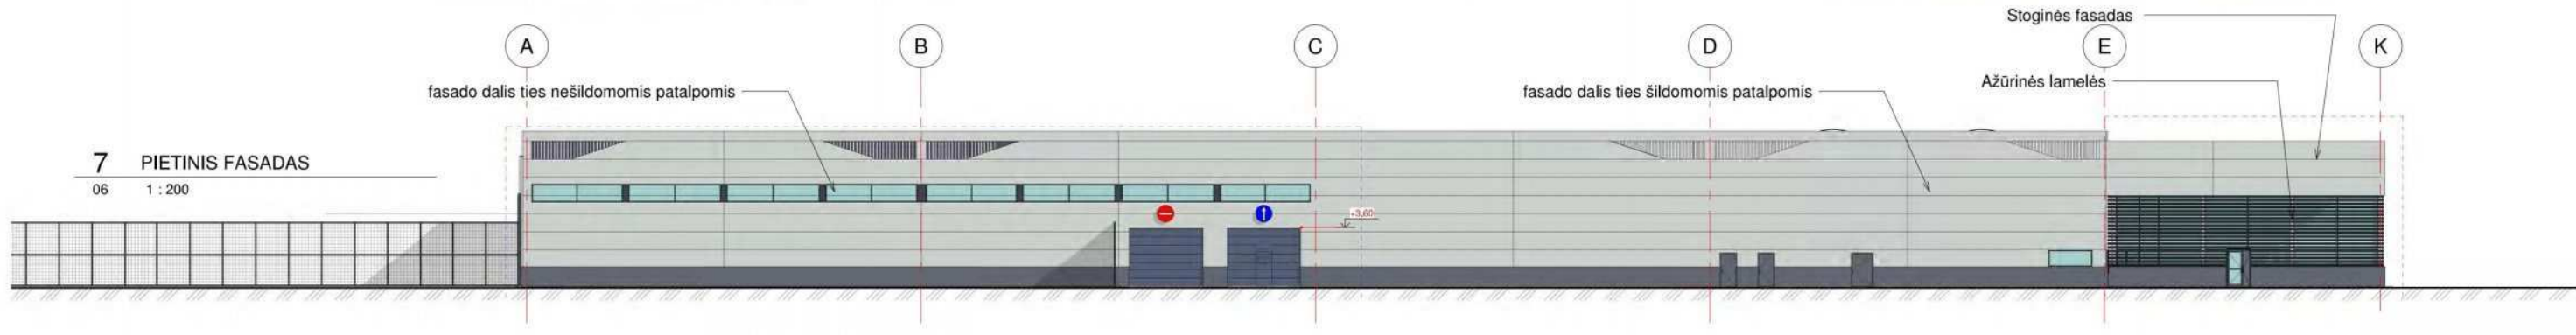 Stoginės fasadas
A B C D E K
fasado dalis ties nešildomomis patalpomis
fasado dalis ties šildomomis patalpomis
Ažūrinės lamelės
7 PIETINIS FASADAS
06 1 : 200
+3,60